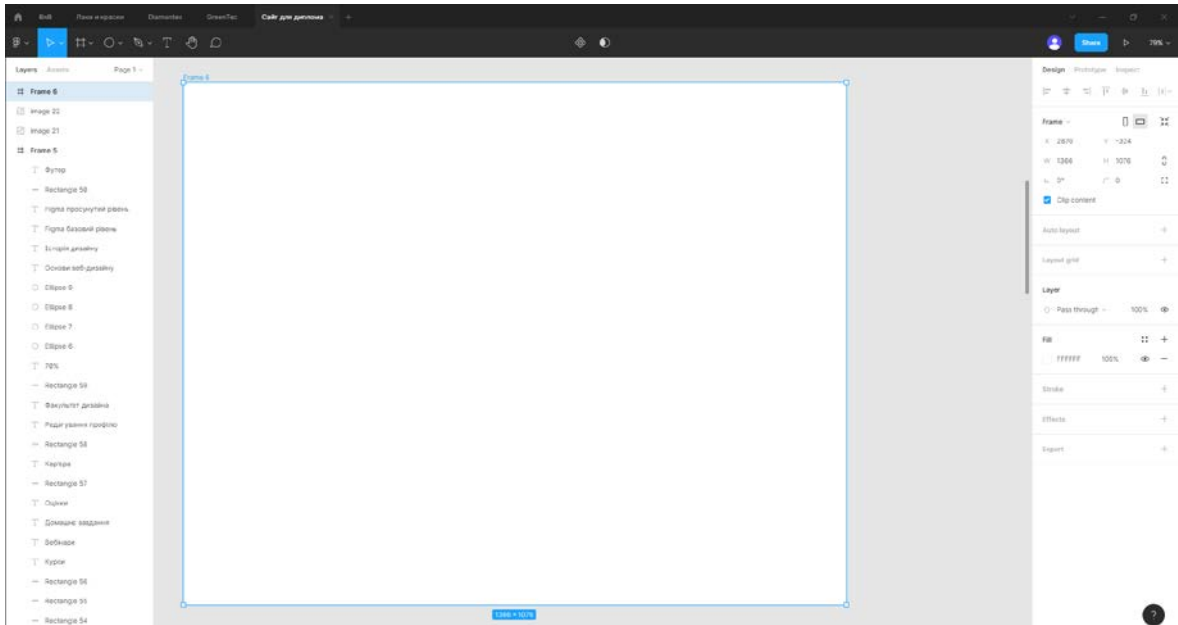 BnB Лаки и краски Diamantex GreenTec Сайт для диплома
Share 79%
Layers Assets Page 1
Design Prototype Inspect
Frame 6
Frame 6
image 22
image 21
Frame 5
Футер
Rectangle 59
Figma просунутий рівень
Figma базовий рівень
Історія дизайну
Основи веб-дизайну
Ellipse 9
Ellipse 8
Ellipse 7
Ellipse 6
78%
Rectangle 59
Факультет дизайна
Редагування профілю
Rectangle 58
Кар'єра
Rectangle 57
Оцінки
Домашнє завдання
Вебінари
Курси
Rectangle 56
Rectangle 55
Rectangle 54
1366 × 1076
Frame
X 2870 Y -324
W 1366 H 1076
0° 0
Clip content
Auto layout
Layout grid
Layer
Pass through 100%
Fill
FFFFFF 100%
Stroke
Effects
Export
?